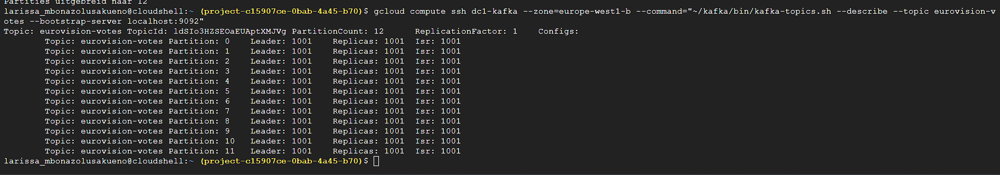 Partities uitgebreid naar 12
larissa_mbonazolusakueno@cloudshell:~ (project-c15907ce-0bab-4a45-b70)$ gcloud compute ssh dc1-kafka --zone=europe-west1-b --command="~/kafka/bin/kafka-topics.sh --describe --topic eurovision-v
otes --bootstrap-server localhost:9092"
Topic: eurovision-votes TopicId: ldSIo3HZSEOaEUAptXMJVg PartitionCount: 12 ReplicationFactor: 1 Configs:
Topic: eurovision-votes Partition: 0 Leader: 1001 Replicas: 1001 Isr: 1001
Topic: eurovision-votes Partition: 1 Leader: 1001 Replicas: 1001 Isr: 1001
Topic: eurovision-votes Partition: 2 Leader: 1001 Replicas: 1001 Isr: 1001
Topic: eurovision-votes Partition: 3 Leader: 1001 Replicas: 1001 Isr: 1001
Topic: eurovision-votes Partition: 4 Leader: 1001 Replicas: 1001 Isr: 1001
Topic: eurovision-votes Partition: 5 Leader: 1001 Replicas: 1001 Isr: 1001
Topic: eurovision-votes Partition: 6 Leader: 1001 Replicas: 1001 Isr: 1001
Topic: eurovision-votes Partition: 7 Leader: 1001 Replicas: 1001 Isr: 1001
Topic: eurovision-votes Partition: 8 Leader: 1001 Replicas: 1001 Isr: 1001
Topic: eurovision-votes Partition: 9 Leader: 1001 Replicas: 1001 Isr: 1001
Topic: eurovision-votes Partition: 10 Leader: 1001 Replicas: 1001 Isr: 1001
Topic: eurovision-votes Partition: 11 Leader: 1001 Replicas: 1001 Isr: 1001
larissa_mbonazolusakueno@cloudshell:~ (project-c15907ce-0bab-4a45-b70)$